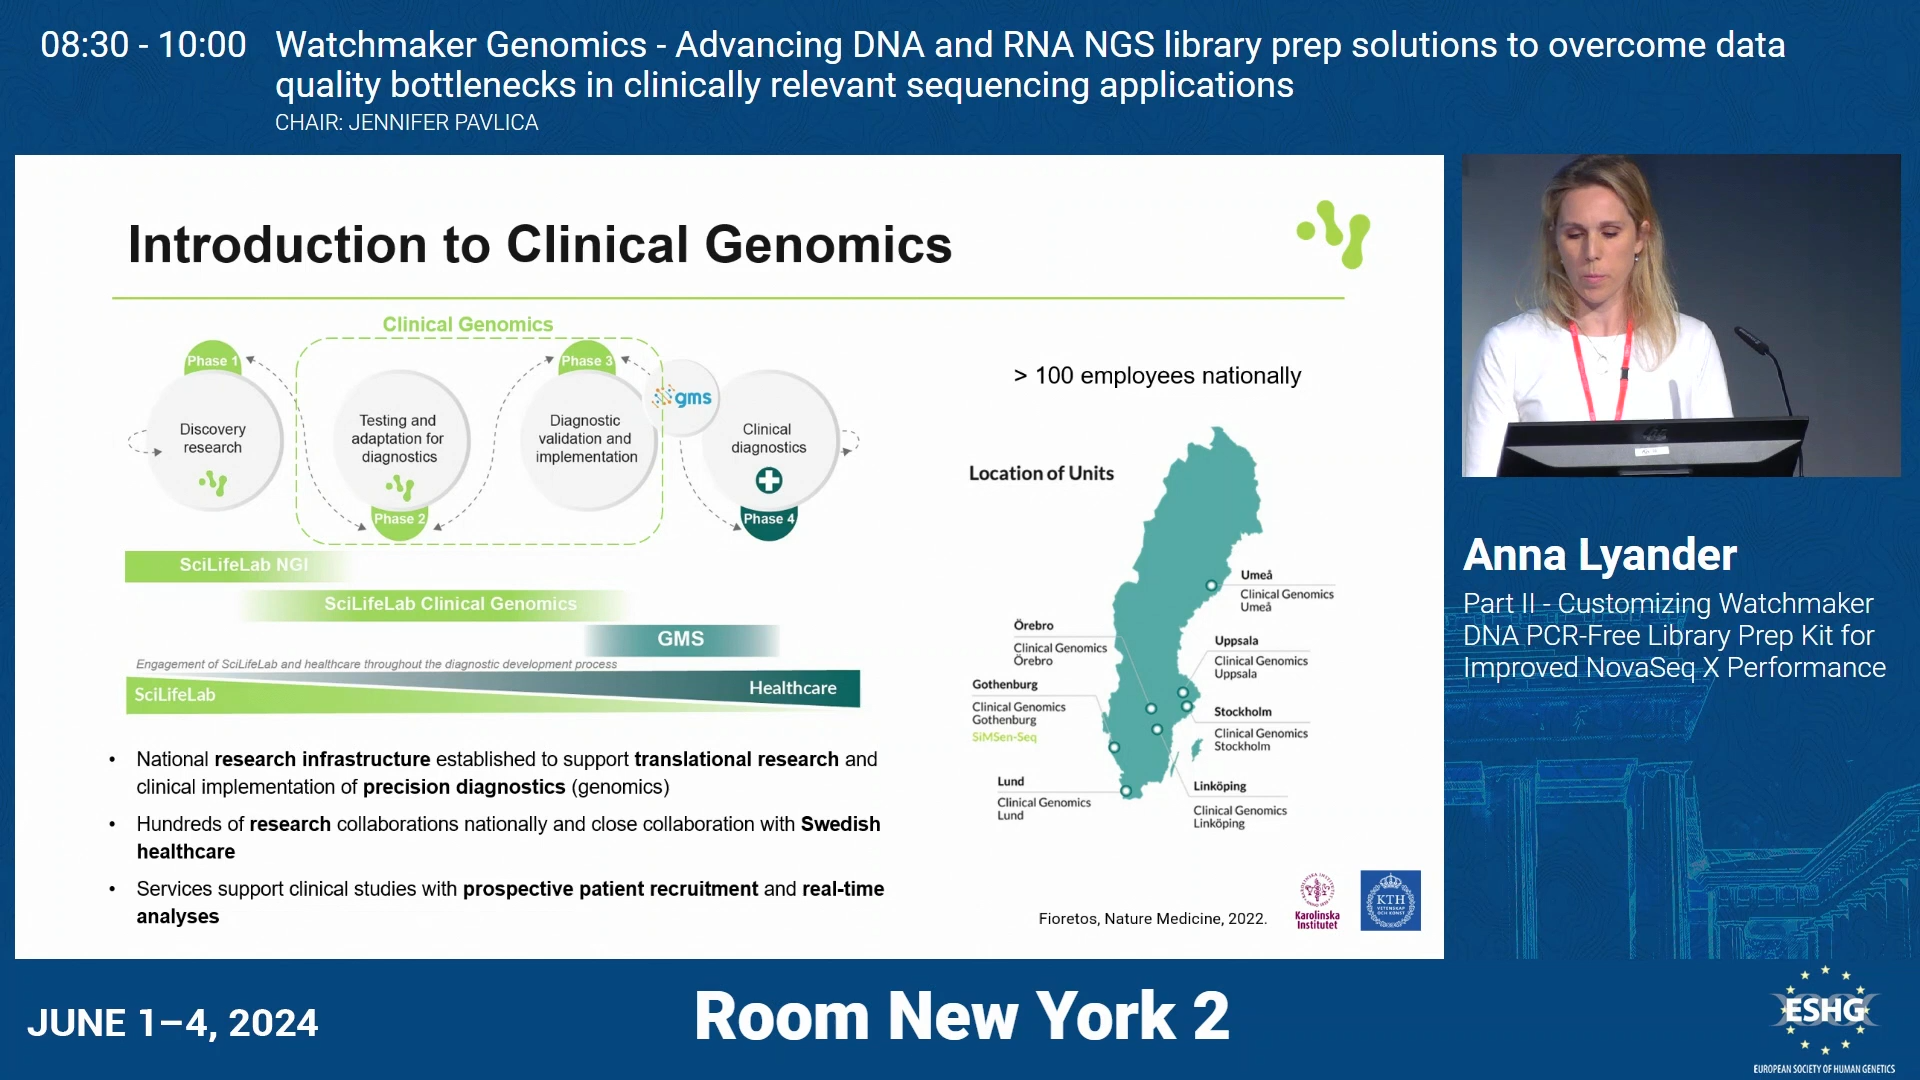 08:30 - 10:00
Watchmaker Genomics - Advancing DNA and RNA NGS library prep solutions to overcome data
quality bottlenecks in clinically relevant sequencing applications
CHAIR: JENNIFER PAVLICA
Introduction to Clinical Genomics
Clinical Genomics
Phase 1
Discovery
research
Testing and
adaptation for
diagnostics
Phase 2
Phase 3
Diagnostic
validation and
implementation
gms
Clinical
diagnostics
Phase 4
SciLifeLab NGI
SciLifeLab Clinical Genomics
GMS
Engagement of SciLifeLab and healthcare throughout the diagnostic development process
SciLifeLab
Healthcare
• National research infrastructure established to support translational research and
clinical implementation of precision diagnostics (genomics)
• Hundreds of research collaborations nationally and close collaboration with Swedish
healthcare
• Services support clinical studies with prospective patient recruitment and real-time
analyses
> 100 employees nationally
Location of Units
Umeå
Clinical Genomics
Umeå
Örebro
Clinical Genomics
Örebro
Uppsala
Clinical Genomics
Uppsala
Gothenburg
Clinical Genomics
Gothenburg
SiMSen-Seq
Stockholm
Clinical Genomics
Stockholm
Lund
Clinical Genomics
Lund
Linköping
Clinical Genomics
Linköping
Fioretos, Nature Medicine, 2022.
Karolinska
Institutet
KTH
VETENSKAP
OCH KONST
Anna Lyander
Part II - Customizing Watchmaker
DNA PCR-Free Library Prep Kit for
Improved NovaSeq X Performance
JUNE 1–4, 2024
Room New York 2
ESHG
EUROPEAN SOCIETY OF HUMAN GENETICS